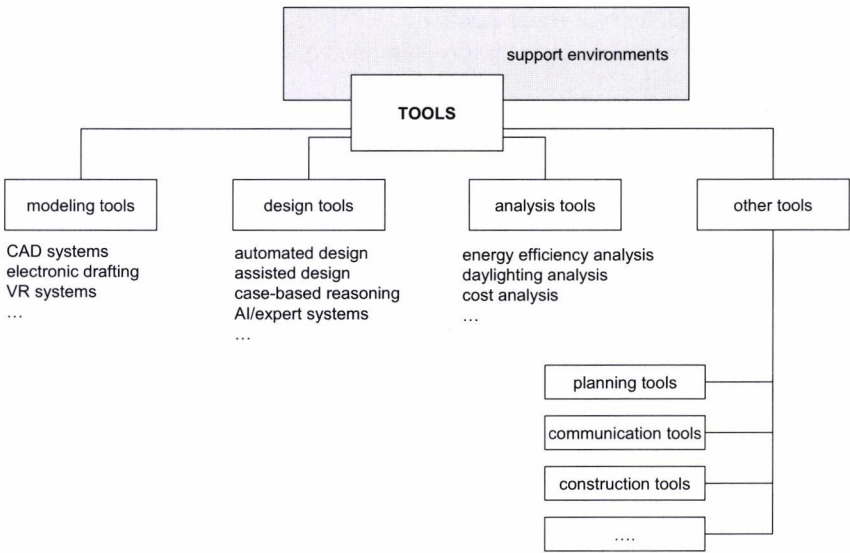 support environments
TOOLS
modeling tools
design tools
analysis tools
other tools
CAD systems
electronic drafting
VR systems
...
automated design
assisted design
case-based reasoning
AI/expert systems
...
energy efficiency analysis
daylighting analysis
cost analysis
...
planning tools
communication tools
construction tools
....